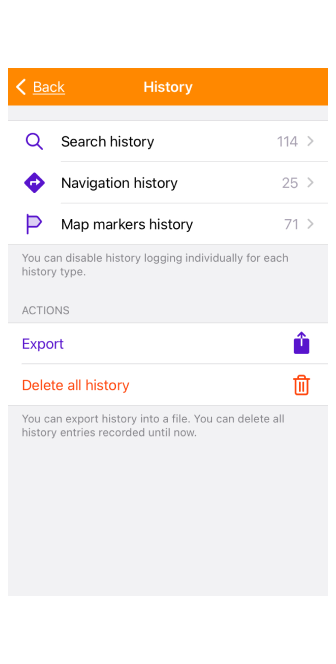 Back
History
Search history 114
Navigation history 25
Map markers history 71
You can disable history logging individually for each
history type.
ACTIONS
Export
Delete all history
You can export history into a file. You can delete all
history entries recorded until now.